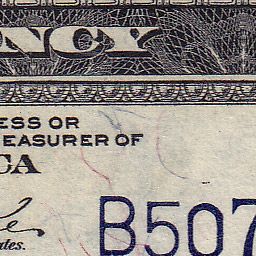 NCY
ESS OR
EASURER OF
CA
ates.
B507